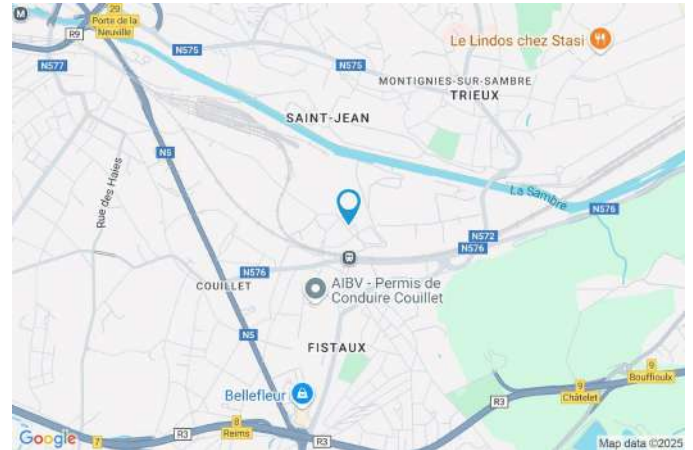 M
29
Porte de la
Neuville
R9
N577
N575
N575
Le Lindos chez Stasi
MONTIGNIES-SUR-SAMBRE
TRIEUX
SAINT-JEAN
N5
Rue des Haies
La Sambre
N576
N572
N576
N576
COUILLET
AIBV - Permis de
Conduire Couillet
N5
FISTAUX
Bellefleur
9
Bouffioulx
9
Châtelet
R3
8
Reims
R3
7
R3
Google
Map data ©2025